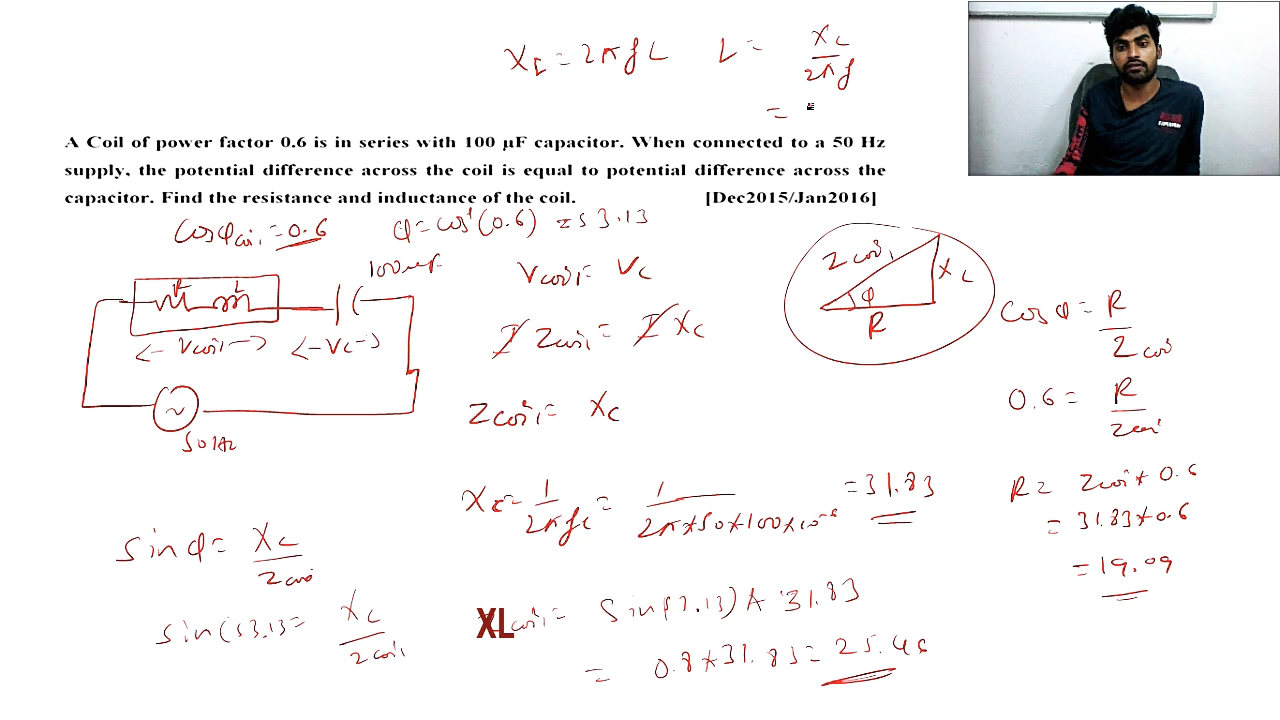 X_L = 2πfL L = X_L / 2πf
=
A Coil of power factor 0.6 is in series with 100 μF capacitor. When connected to a 50 Hz
supply, the potential difference across the coil is equal to potential difference across the
capacitor. Find the resistance and inductance of the coil. [Dec2015/Jan2016]
cosφcoil = 0.6 φ = cos⁻¹(0.6) = 53.13
R L 100μF
<- Vcoil -> <- Vc ->
50Hz
Vcoil = Vc
I Zcoil = I Xc
Zcoil = Xc
Zcoil XL
φ
R
cosφ = R / Zcoil
0.6 = R / Zcoil
Xc = 1 / 2πfc = 1 / 2π*50*100*10⁻⁶ = 31.83
R = Zcoil * 0.6
= 31.83*0.6
= 19.09
sinφ = XL / Zcoil
sin(53.13 = XL / Zcoil
XLcoil = sin(53.13) * 31.83
= 0.8*31.83 = 25.46